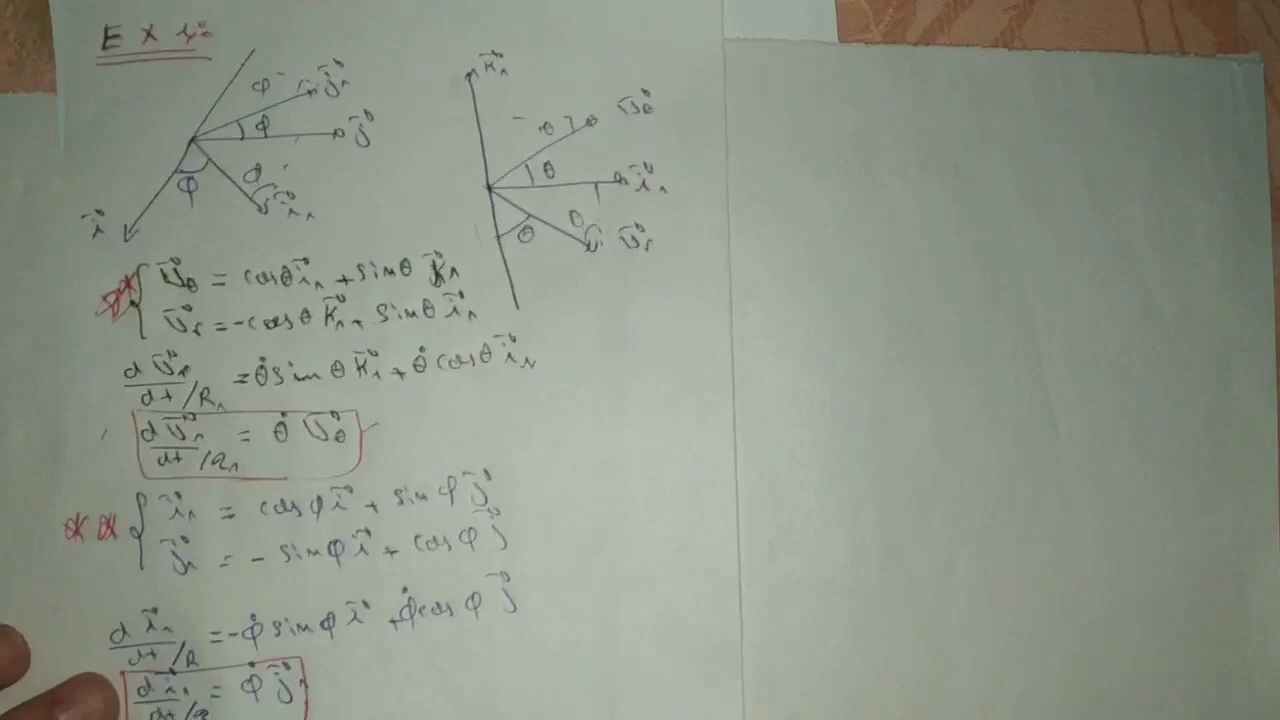 Ex 4:
φ j⃗₁
φ j⃗
φ φ
i⃗ i⃗₁
k⃗₁
θ U⃗θ
θ i⃗₁
θ θ U⃗r
** { U⃗θ = cosθ i⃗₁ + sinθ k⃗₁
U⃗r = -cosθ k⃗₁ + sinθ i⃗₁
dU⃗r/dt /R₁ = θ̇ sinθ k⃗₁ + θ̇ cosθ i⃗₁
dU⃗r/dt /R₁ = θ̇ U⃗θ
** { i⃗₁ = cosφ i⃗ + sinφ j⃗
j⃗₁ = - sinφ i⃗ + cosφ j⃗
di⃗₁/dt /R = -φ̇ sinφ i⃗ + φ̇ cosφ j⃗
di⃗₁/dt /R = φ̇ j⃗₁